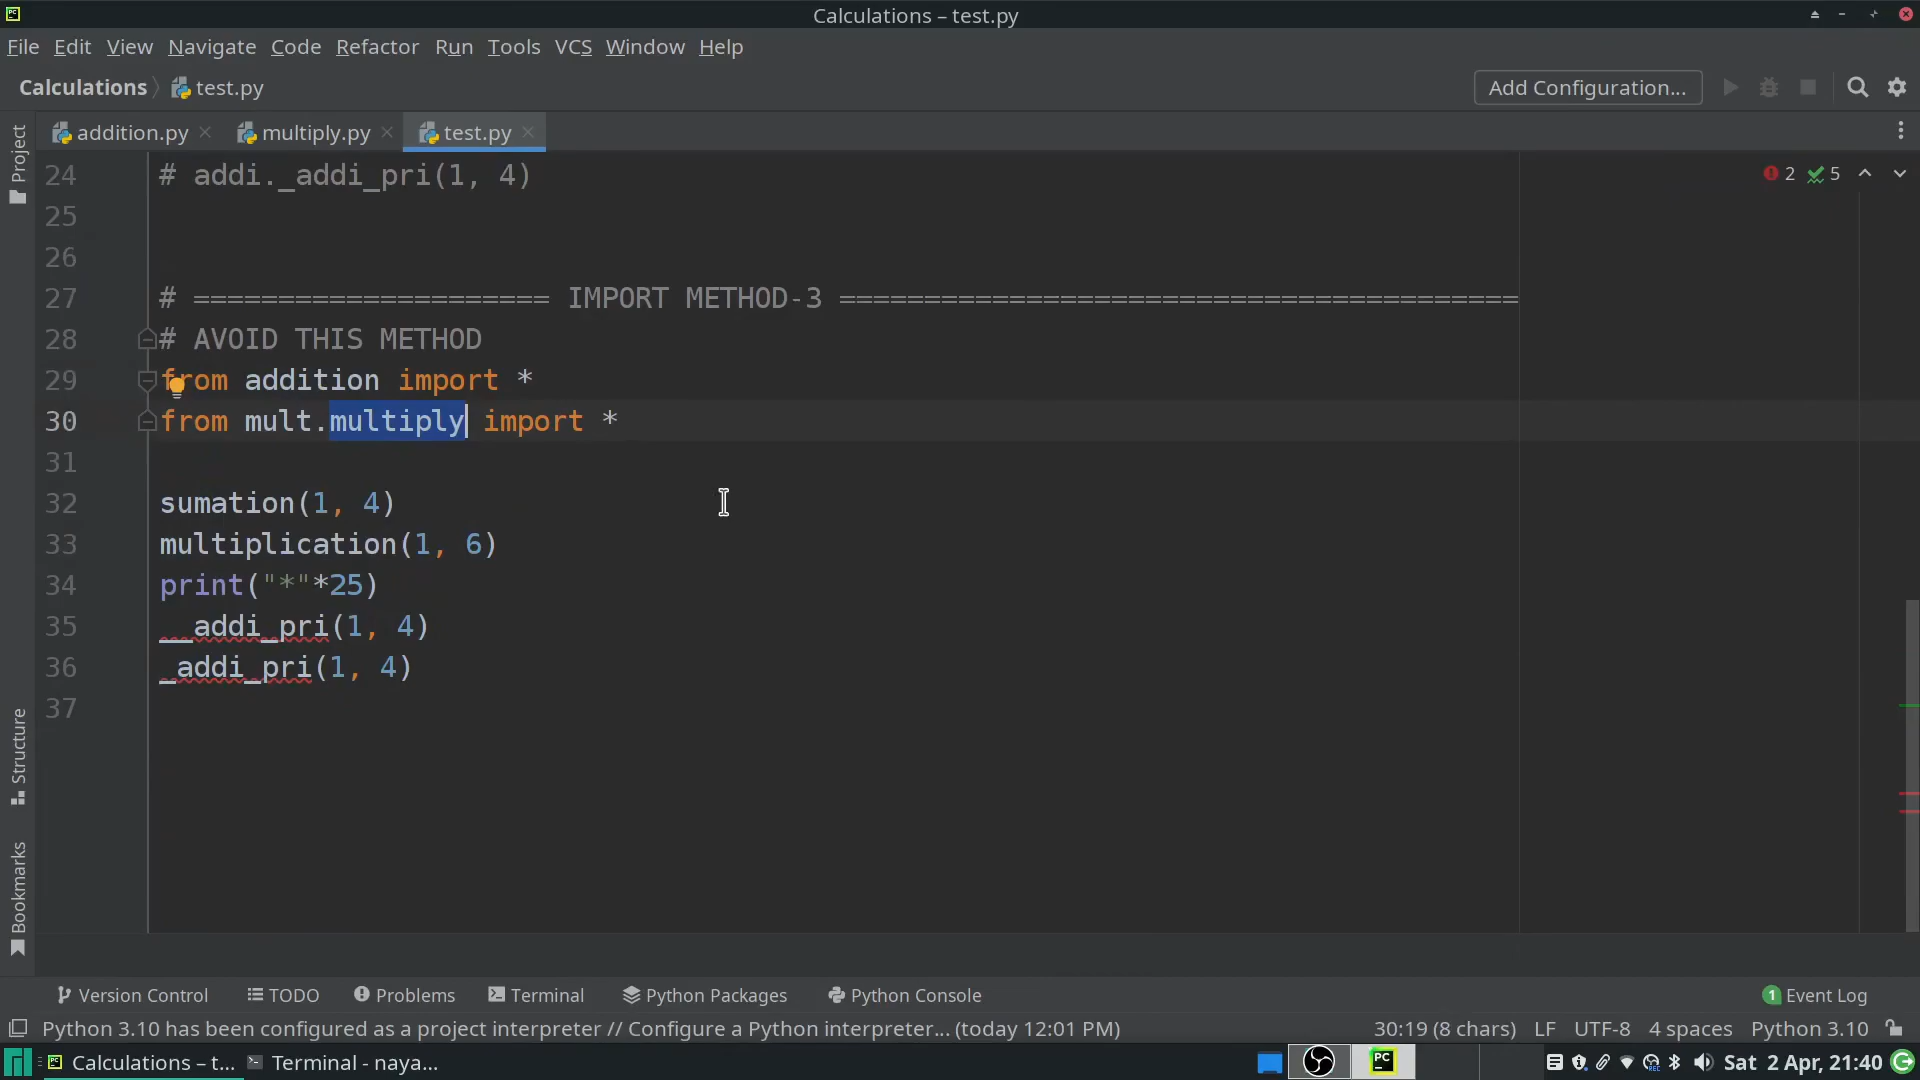 Calculations – test.py
File Edit View Navigate Code Refactor Run Tools VCS Window Help
Calculations test.py Add Configuration...
addition.py multiply.py test.py
Project
24 # addi._addi_pri(1, 4)
2 5
25
26
27 # ===================== IMPORT METHOD-3 ========================================
28 # AVOID THIS METHOD
29 from addition import *
30 from mult.multiply import *
31
32 sumation(1, 4)
33 multiplication(1, 6)
34 print("*"*25)
35 __addi_pri(1, 4)
36 _addi_pri(1, 4)
37
Structure
Bookmarks
Version Control TODO Problems Terminal Python Packages Python Console 1 Event Log
Python 3.10 has been configured as a project interpreter // Configure a Python interpreter... (today 12:01 PM) 30:19 (8 chars) LF UTF-8 4 spaces Python 3.10
Calculations – t... Terminal - naya... PC Sat 2 Apr, 21:40